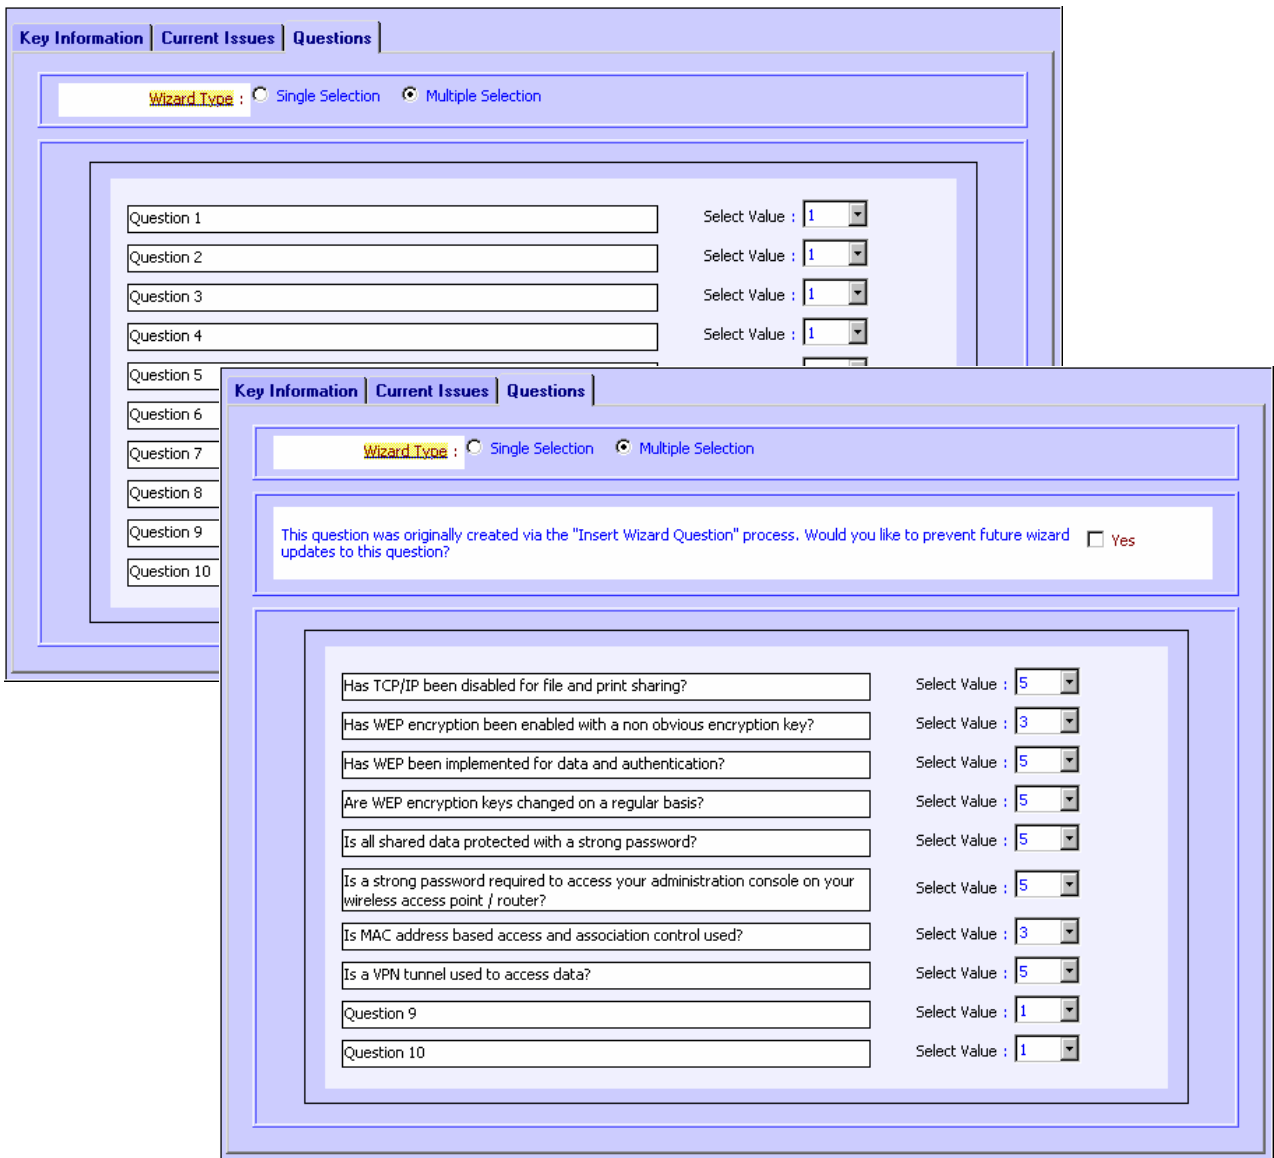 Key Information Current Issues Questions
Wizard Type : Single Selection Multiple Selection
Question 1 Select Value : 1
Question 2 Select Value : 1
Question 3 Select Value : 1
Question 4 Select Value : 1
Question 5
Question 6
Question 7
Question 8
Question 9
Question 10
Key Information Current Issues Questions
Wizard Type : Single Selection Multiple Selection
This question was originally created via the "Insert Wizard Question" process. Would you like to prevent future wizard Yes
updates to this question?
Has TCP/IP been disabled for file and print sharing? Select Value : 5
Has WEP encryption been enabled with a non obvious encryption key? Select Value : 3
Has WEP been implemented for data and authentication? Select Value : 5
Are WEP encryption keys changed on a regular basis? Select Value : 5
Is all shared data protected with a strong password? Select Value : 5
Is a strong password required to access your administration console on your Select Value : 5
wireless access point / router?
Is MAC address based access and association control used? Select Value : 3
Is a VPN tunnel used to access data? Select Value : 5
Question 9 Select Value : 1
Question 10 Select Value : 1